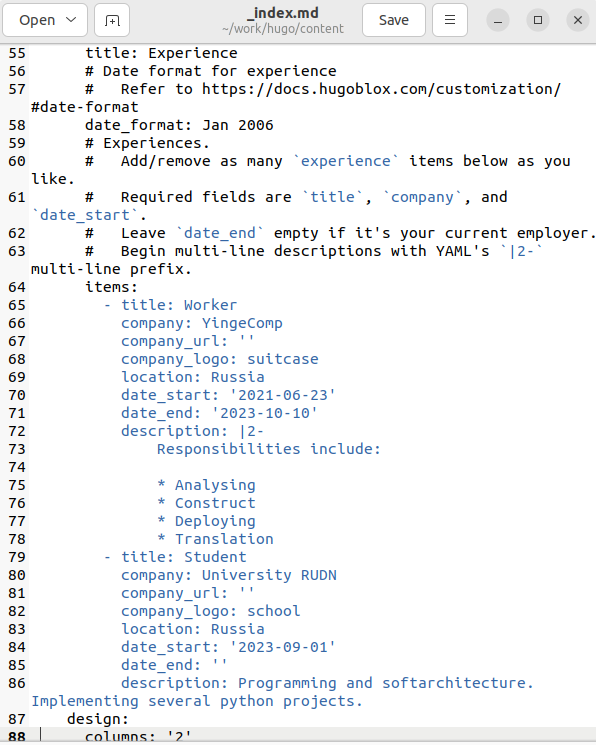 Open
_index.md
~/work/hugo/content
Save
55 title: Experience
56 # Date format for experience
57 #   Refer to https://docs.hugoblox.com/customization/
#date-format
58 date_format: Jan 2006
59 # Experiences.
60 #   Add/remove as many `experience` items below as you
like.
61 #   Required fields are `title`, `company`, and
`date_start`.
62 #   Leave `date_end` empty if it's your current employer.
63 #   Begin multi-line descriptions with YAML's `|2-`
multi-line prefix.
64 items:
65 - title: Worker
66 company: YingeComp
67 company_url: ''
68 company_logo: suitcase
69 location: Russia
70 date_start: '2021-06-23'
71 date_end: '2023-10-10'
72 description: |2-
73 Responsibilities include:
74
75 * Analysing
76 * Construct
77 * Deploying
78 * Translation
79 - title: Student
80 company: University RUDN
81 company_url: ''
82 company_logo: school
83 location: Russia
84 date_start: '2023-09-01'
85 date_end: ''
86 description: Programming and softarchitecture.
Implementing several python projects.
87 design:
88 columns: '2'